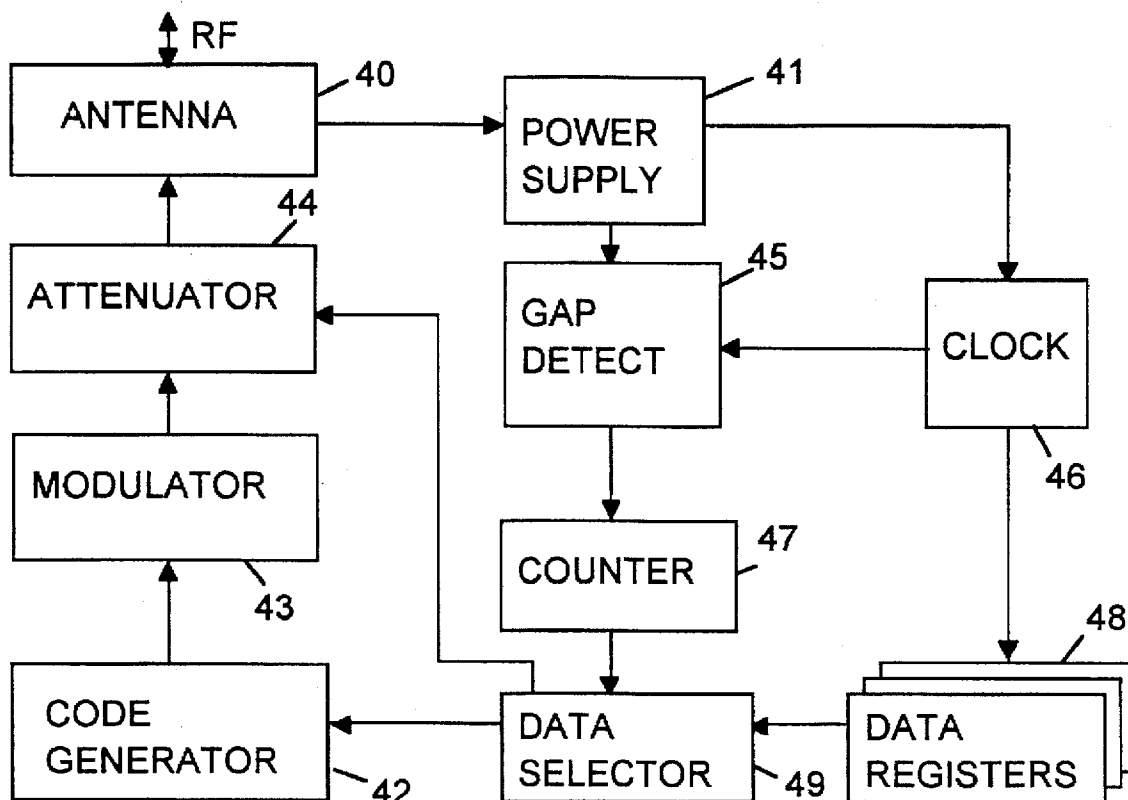 RF
ANTENNA
40
POWER
SUPPLY
41
44
ATTENUATOR
45
GAP
DETECT
CLOCK
46
MODULATOR
43
COUNTER
47
48
CODE
GENERATOR
42
DATA
SELECTOR
49
DATA
REGISTERS